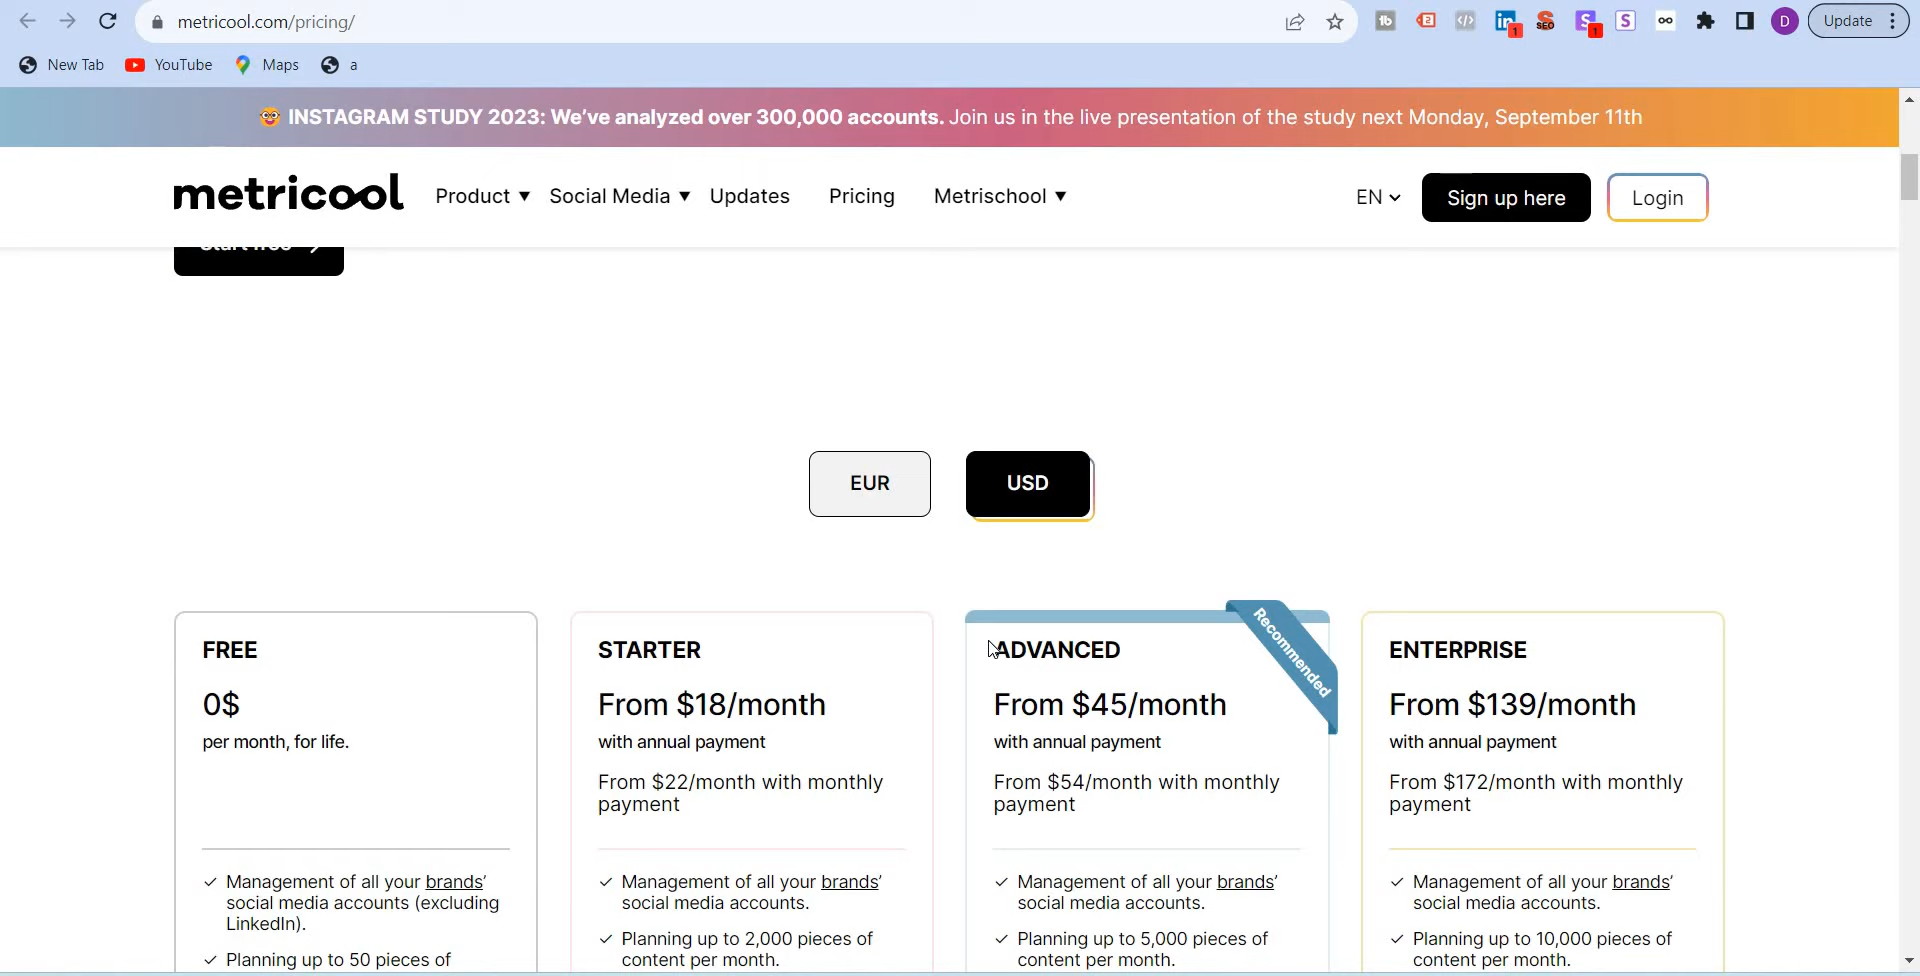 metricool.com/pricing/
Update
New Tab
YouTube
Maps
a
INSTAGRAM STUDY 2023: We've analyzed over 300,000 accounts. Join us in the live presentation of the study next Monday, September 11th
metricool
Product ▼ Social Media ▼ Updates Pricing Metrischool ▼
EN
Sign up here
Login
Start free
EUR
USD
FREE
0$
per month, for life.
Management of all your brands'
social media accounts (excluding
LinkedIn).
Planning up to 50 pieces of
STARTER
From $18/month
with annual payment
From $22/month with monthly
payment
Management of all your brands'
social media accounts.
Planning up to 2,000 pieces of
content per month.
ADVANCED
Recommended
From $45/month
with annual payment
From $54/month with monthly
payment
Management of all your brands'
social media accounts.
Planning up to 5,000 pieces of
content per month.
ENTERPRISE
From $139/month
with annual payment
From $172/month with monthly
payment
Management of all your brands'
social media accounts.
Planning up to 10,000 pieces of
content per month.